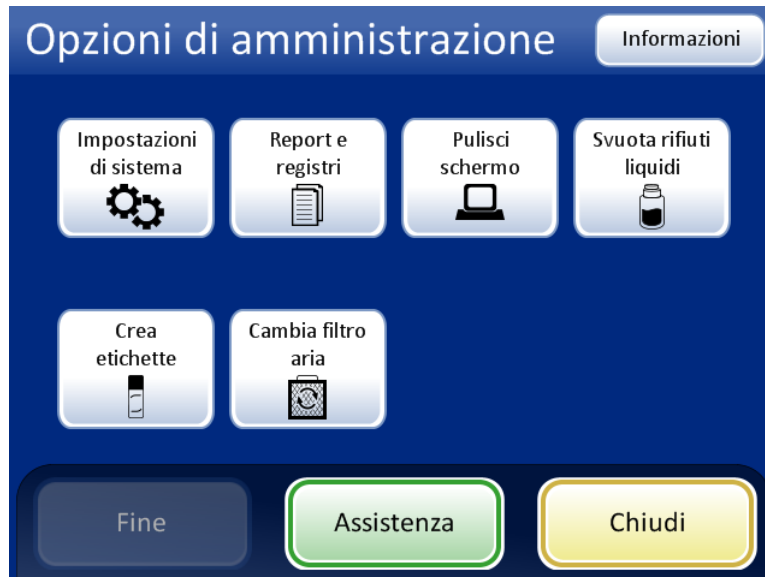 Opzioni di amministrazione
Informazioni
Impostazioni
di sistema
Report e
registri
Pulisci
schermo
Svuota rifiuti
liquidi
Crea
etichette
Cambia filtro
aria
Fine
Assistenza
Chiudi